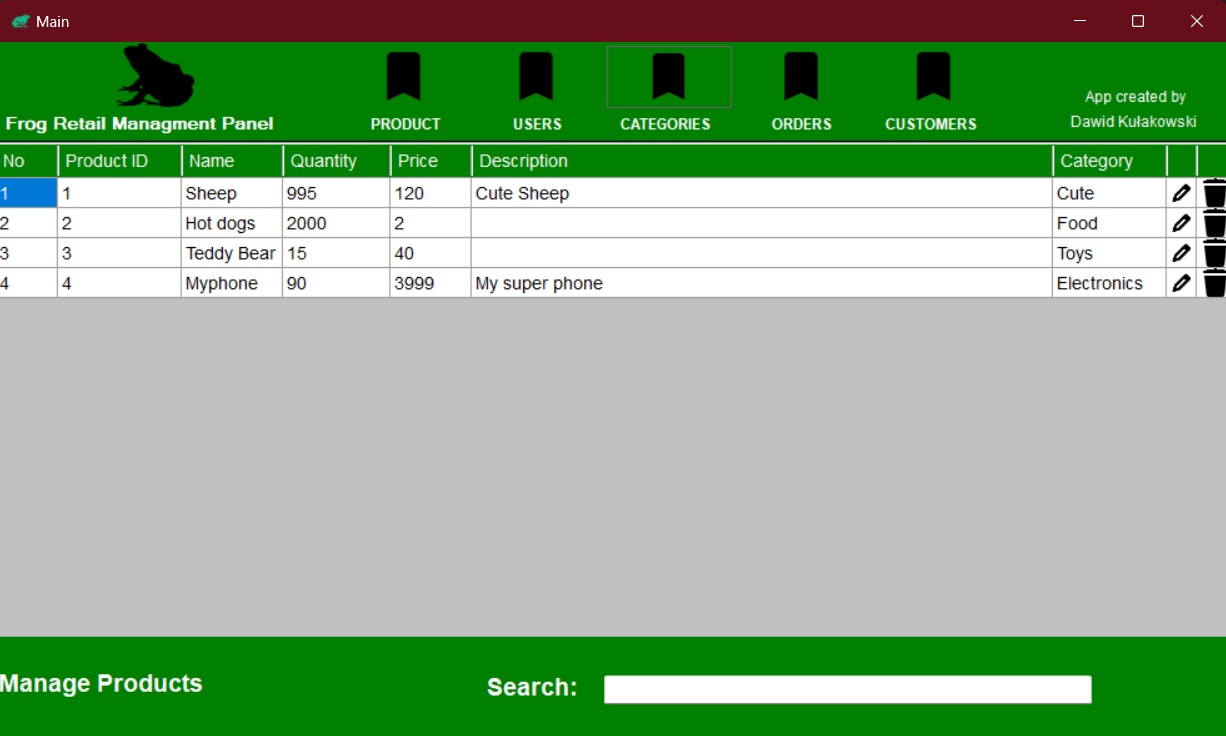 Main
App created by
Dawid Kułakowski
Frog Retail Managment Panel
PRODUCT USERS CATEGORIES ORDERS CUSTOMERS
No Product ID Name Quantity Price Description Category
1 1 Sheep 995 120 Cute Sheep Cute
2 2 Hot dogs 2000 2 Food
3 3 Teddy Bear 15 40 Toys
4 4 Myphone 90 3999 My super phone Electronics
Manage Products Search: